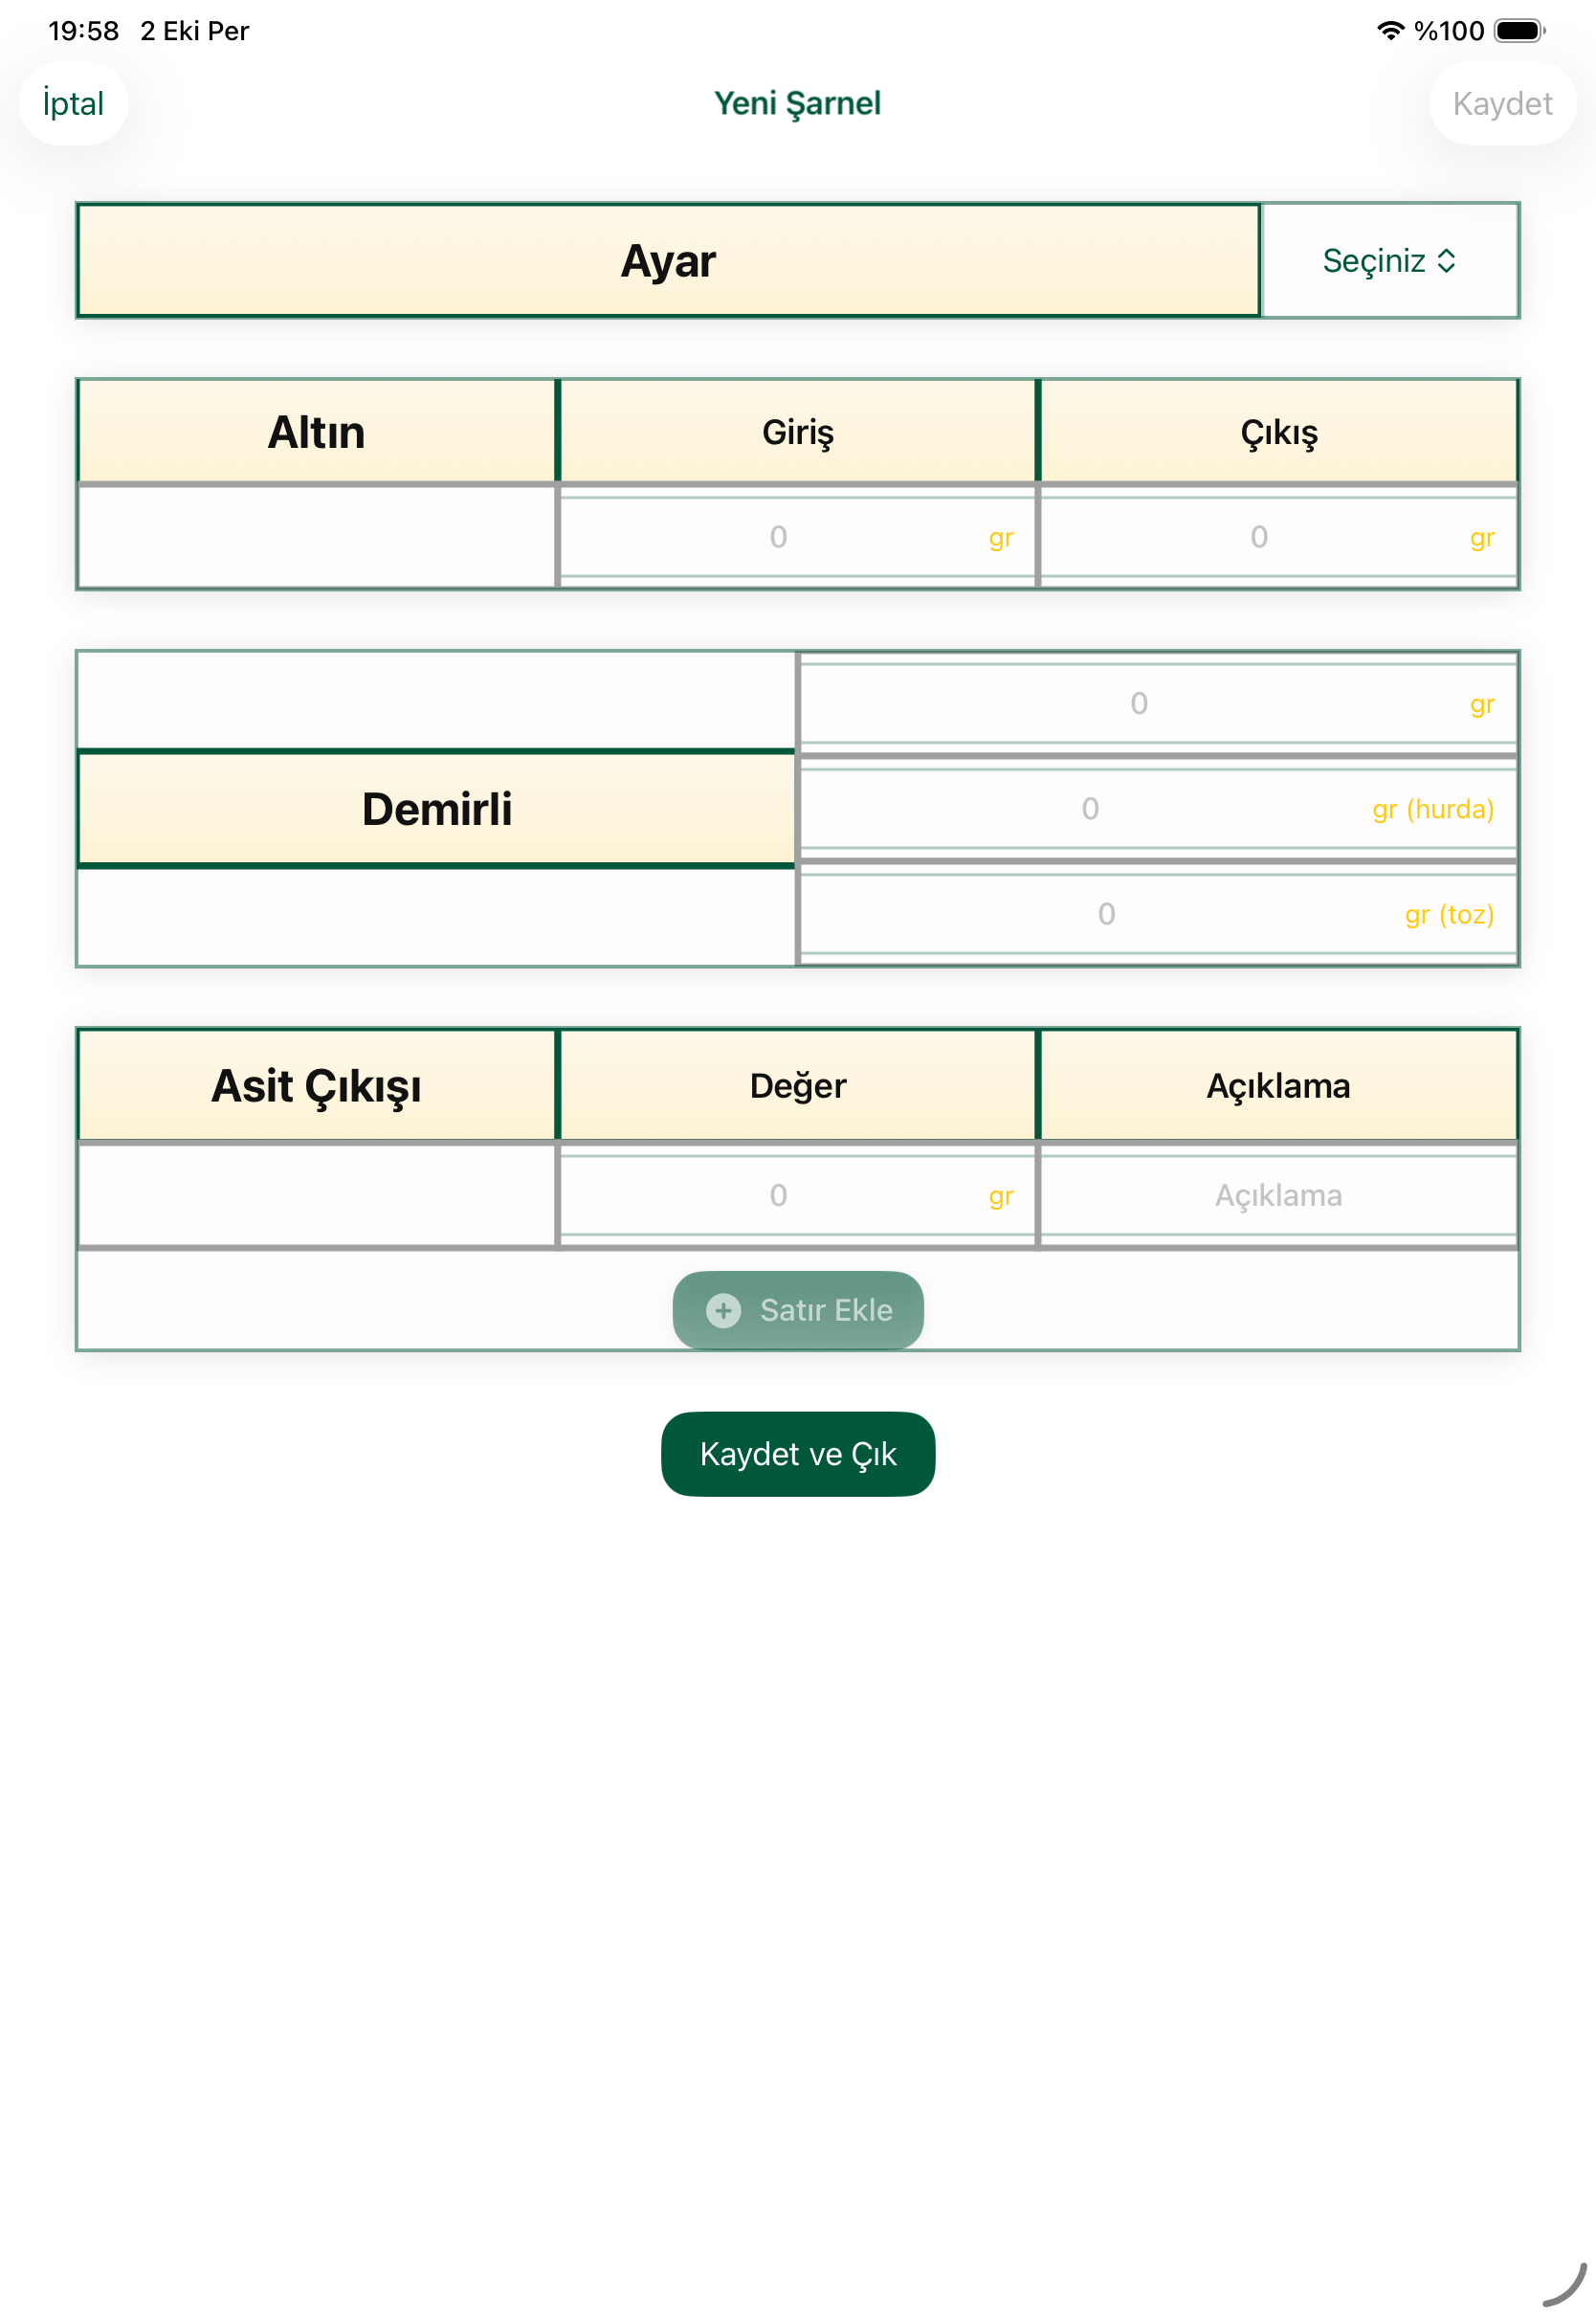 19:58 2 Eki Per %100
İptal Yeni Şarnel Kaydet
Ayar Seçiniz
Altın Giriş Çıkış
0 gr 0 gr
0 gr
Demirli 0 gr (hurda)
0 gr (toz)
Asit Çıkışı Değer Açıklama
0 gr Açıklama
Satır Ekle
Kaydet ve Çık